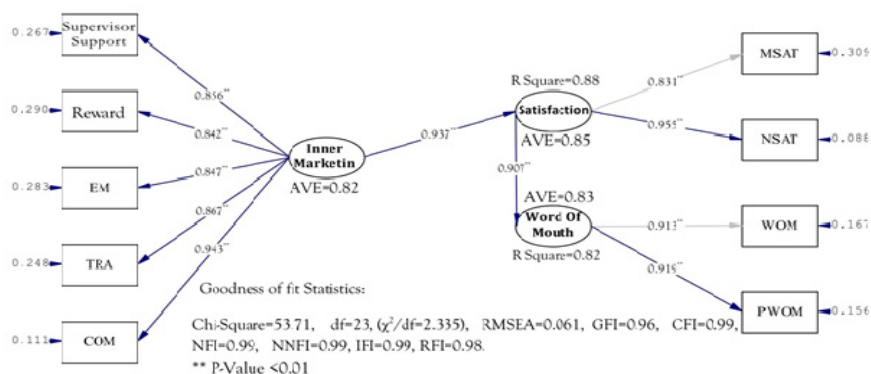 0.267
Supervisor
Support
0.290
Reward
0.283
EM
0.248
TRA
0.111
COM
0.856**
0.842**
0.847**
0.867**
0.943**
Inner
Marketin
AVE=0.82
0.937**
R Square=0.88
Satisfaction
AVE=0.85
0.907**
AVE=0.83
Word Of
Mouth
R Square=0.82
0.831**
0.955**
0.913**
0.919**
MSAT
0.309
NSAT
0.088
WOM
0.167
PWOM
0.156
Goodness of fit Statistics:
Chi-Square=53.71, df=23, (χ²/df=2.335), RMSEA=0.061, GFI=0.96, CFI=0.99,
NFI=0.99, NNFI=0.99, IFI=0.99, RFI=0.98.
** P-Value <0.01